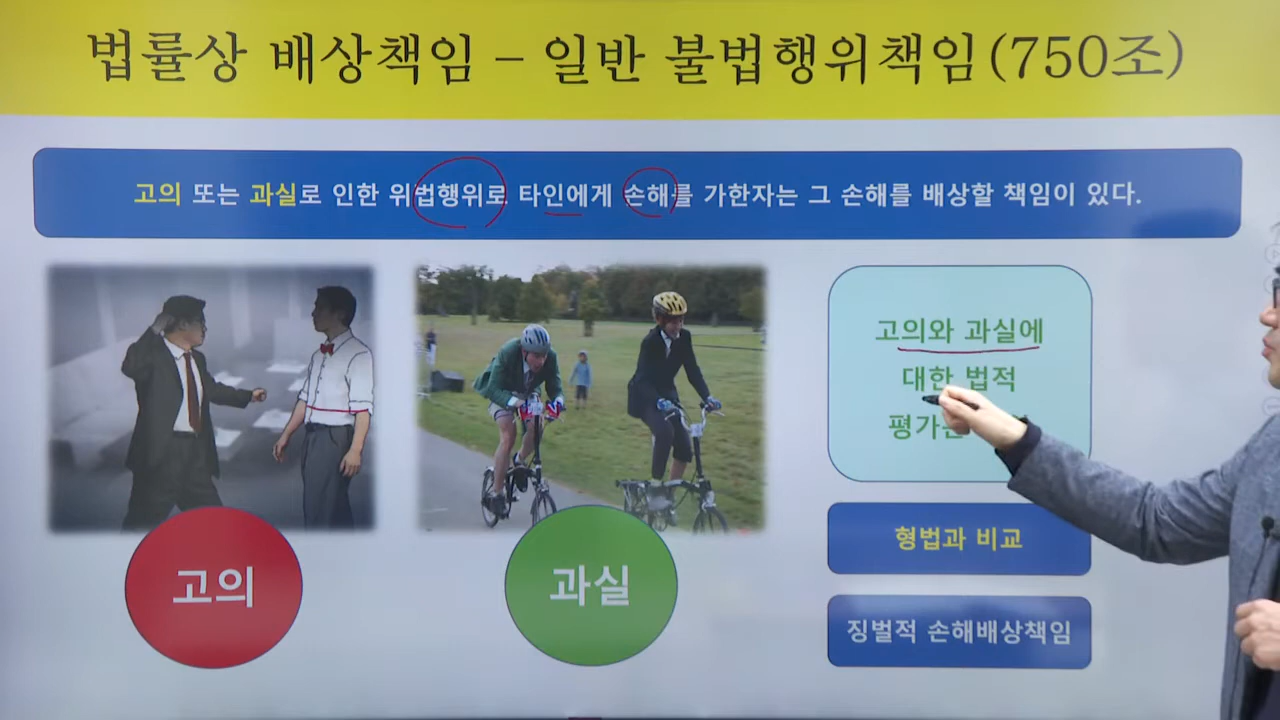 법률상 배상책임 – 일반 불법행위책임(750조)
고의 또는 과실로 인한 위법행위로 타인에게 손해를 가한자는 그 손해를 배상할 책임이 있다.
고의
과실
고의와 과실에
대한 법적
평가는
형법과 비교
징벌적 손해배상책임